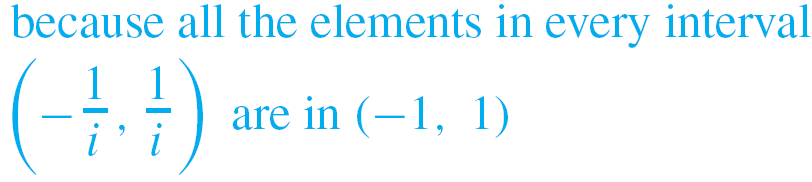 because all the elements in every interval
(−1/i, 1/i) are in (−1, 1)